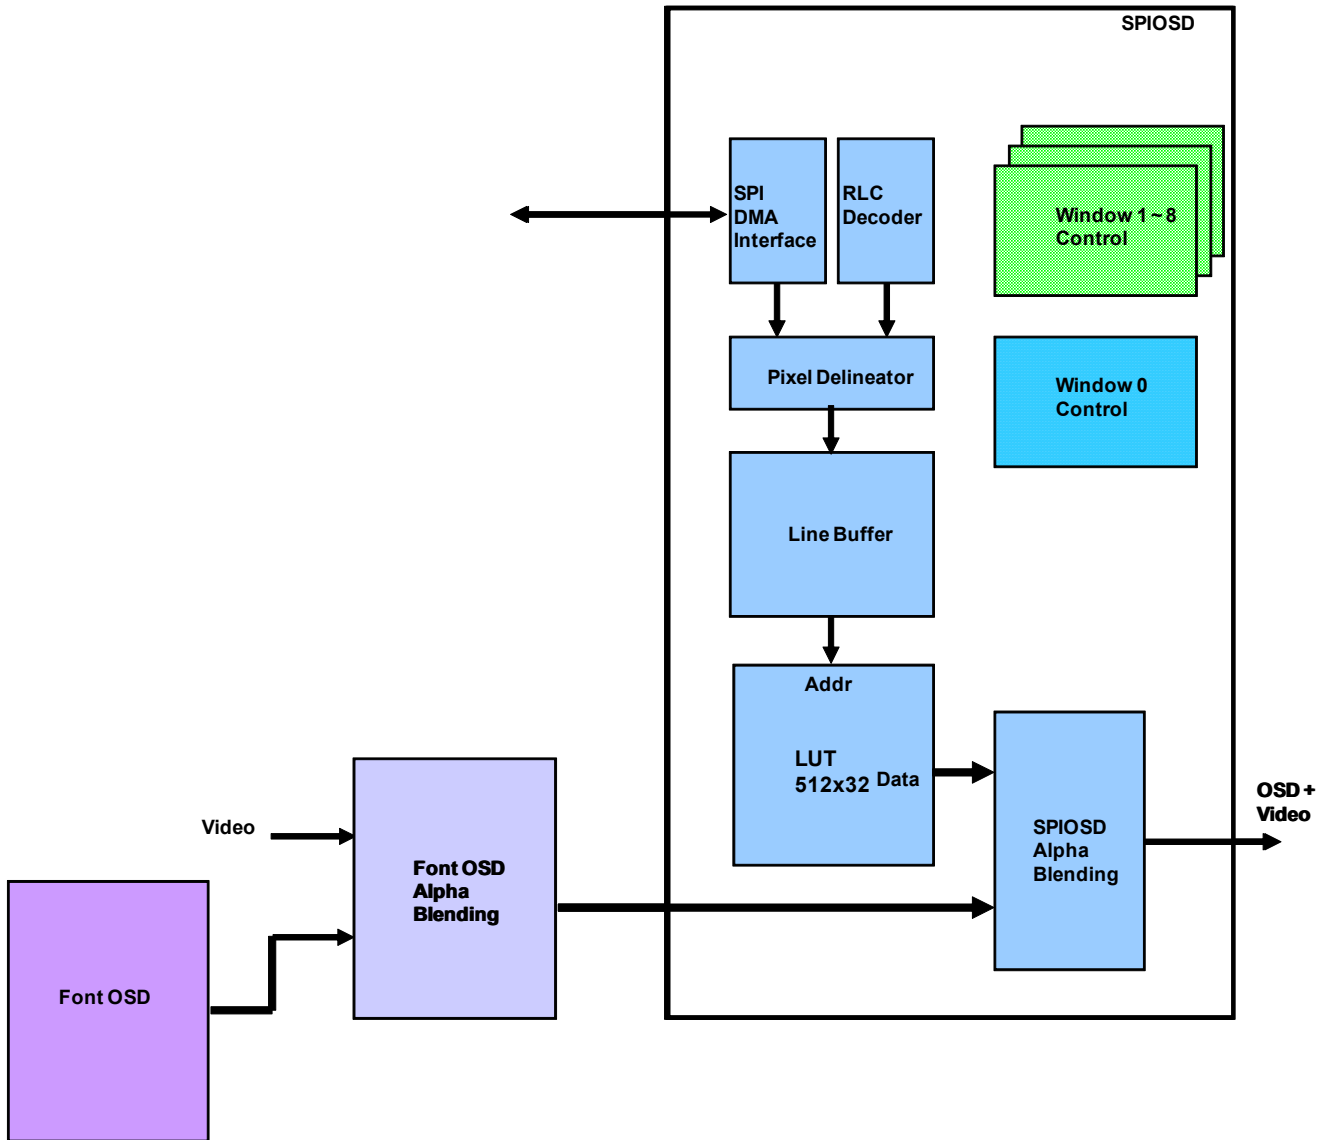 SPIOSD
SPI
DMA
Interface
RLC
Decoder
Window 1 ~ 8
Control
Pixel Delineator
Window 0
Control
Line Buffer
Addr
LUT
512x32
Data
SPIOSD
Alpha
Blending
OSD +
Video
Video
Font OSD
Alpha
Blending
Font OSD